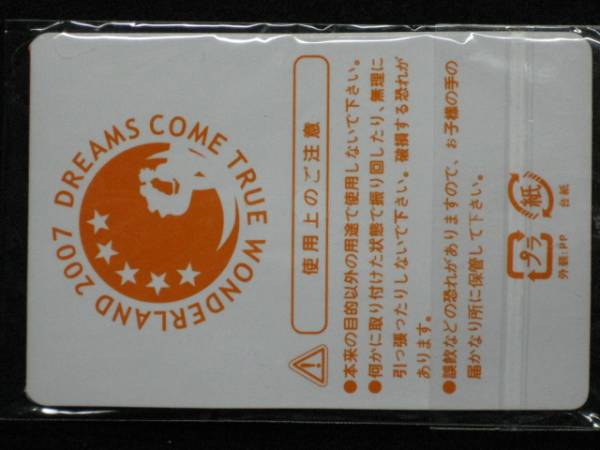 DREAMS COME TRUE WONDERLAND 2007
使用上のご注意
●本来の目的以外の用途で使用しないで下さい。
●何かに取り付けた状態で振り回したり、無理に
引っ張ったりしないで下さい。破損する恐れが
あります。
●誤飲などの恐れがありますので、お子様の手の
届かない所に保管して下さい。
プラ
外観:PP
紙
台紙